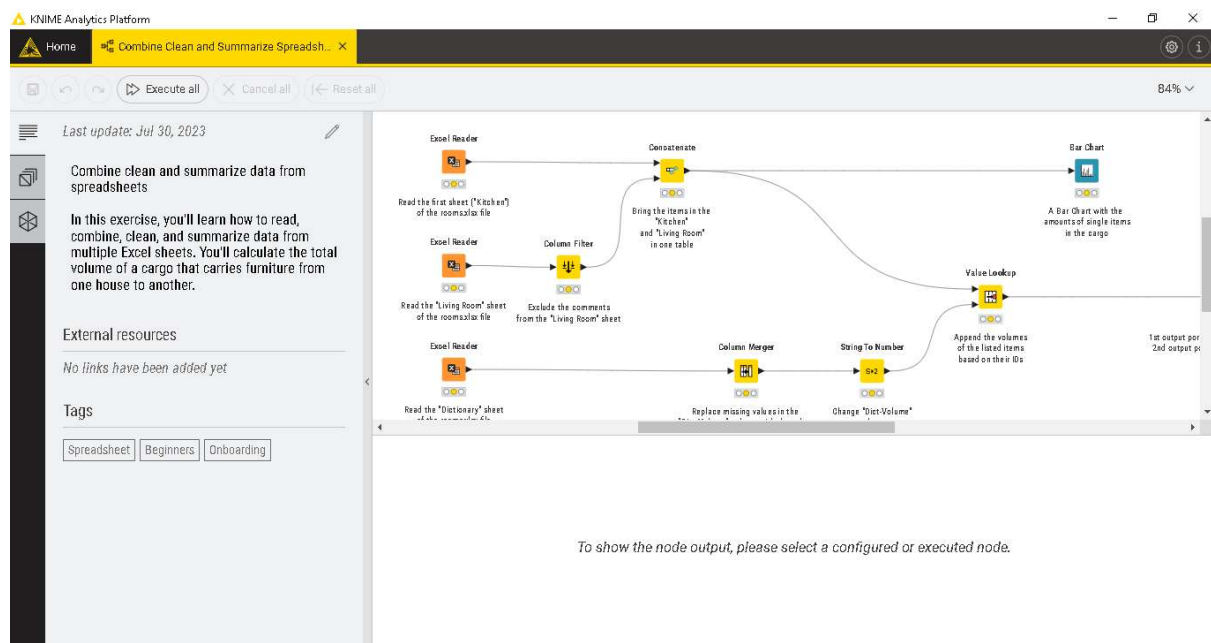 KNIME Analytics Platform
Home
Combine Clean and Summarize Spreadsh...
i
Execute all
Cancel all
Reset all
84%
Last update: Jul 30, 2023
Combine clean and summarize data from
spreadsheets
In this exercise, you'll learn how to read,
combine, clean, and summarize data from
multiple Excel sheets. You'll calculate the total
volume of a cargo that carries furniture from
one house to another.
External resources
No links have been added yet
Tags
Spreadsheet
Beginners
Onboarding
Excel Reader
Read the first sheet ("Kitchen")
of the rooms.xlsx file
Concatenate
Bring the items in the
"Kitchen"
and "Living Room"
in one table
Bar Chart
A Bar Chart with the
amounts of single items
in the cargo
Excel Reader
Read the "Living Room" sheet
of the rooms.xlsx file
Column Filter
Exclude the comments
from the "Living Room" sheet
Value Lookup
Append the volumes
of the listed items
based on their IDs
1st output por
2nd output po
Excel Reader
Read the "Dictionary" sheet
Column Merger
Replace missing values in the
String To Number
S+2
Change "Dict-Volume"
To show the node output, please select a configured or executed node.